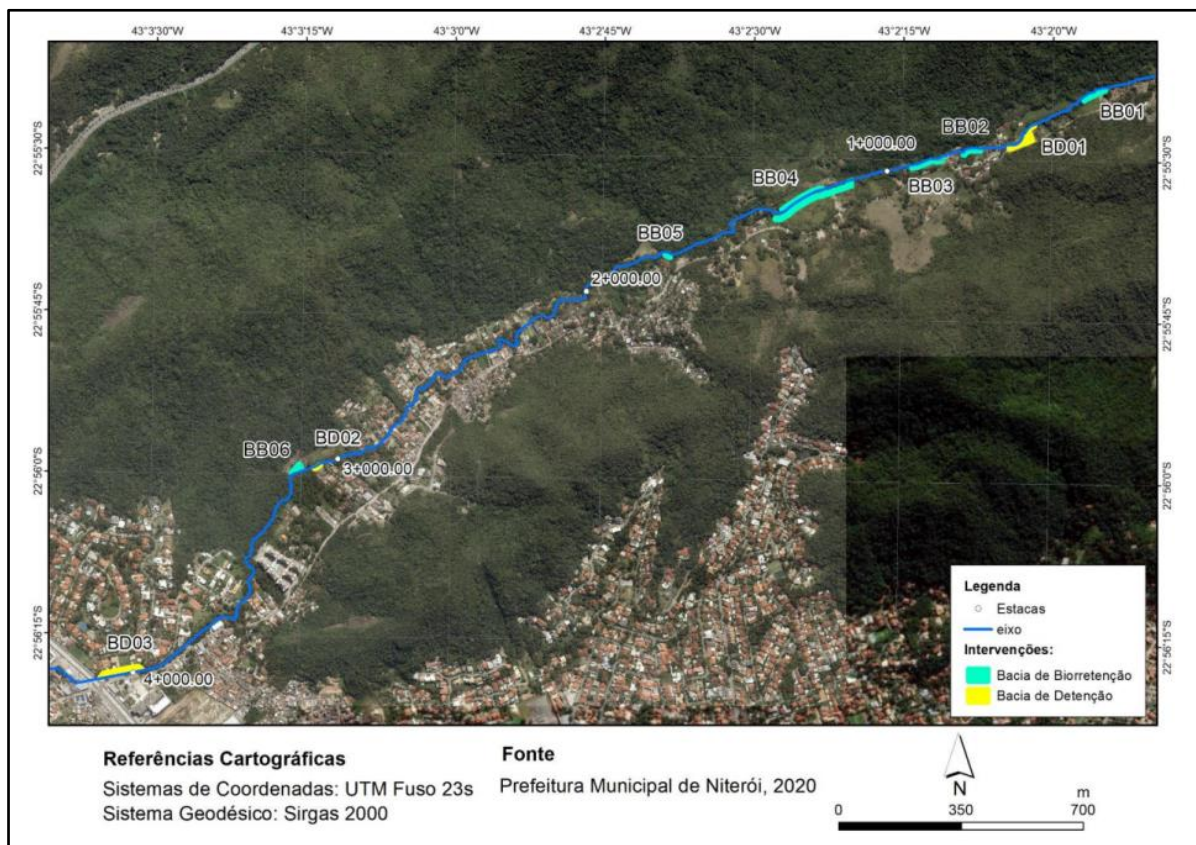 43°3'30"W
43°3'15"W
43°3'0"W
43°2'45"W
43°2'30"W
43°2'15"W
43°2'0"W
22°55'30"S
22°55'45"S
22°56'0"S
22°56'15"S
22°55'30"S
22°55'45"S
22°56'0"S
22°56'15"S
BB01
BB02
BD01
1+000.00
BB03
BB04
BB05
2+000.00
BD02
BB06
3+000.00
BD03
4+000.00
Legenda
Estacas
eixo
Intervenções:
Bacia de Biorretenção
Bacia de Detenção
Referências Cartográficas
Sistemas de Coordenadas: UTM Fuso 23s
Sistema Geodésico: Sirgas 2000
Fonte
Prefeitura Municipal de Niterói, 2020
N
m
0 350 700